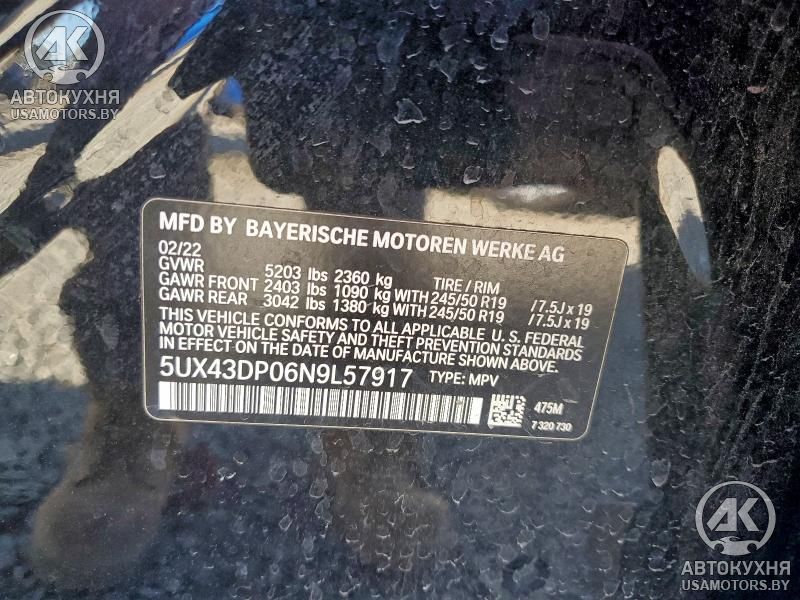 АК
АВТОКУХНЯ
USAMOTORS.BY
MFD BY BAYERISCHE MOTOREN WERKE AG
02/22
GVWR 5203 lbs 2360 kg TIRE / RIM
GAWR FRONT 2403 lbs 1090 kg WITH 245/50 R19 /7.5J x 19
GAWR REAR 3042 lbs 1380 kg WITH 245/50 R19 /7.5J x 19
THIS VEHICLE CONFORMS TO ALL APPLICABLE U. S. FEDERAL
MOTOR VEHICLE SAFETY AND THEFT PREVENTION STANDARDS
IN EFFECT ON THE DATE OF MANUFACTURE SHOWN ABOVE.
5UX43DP06N9L57917 TYPE: MPV
475M
7 320 730
АК
АВТОКУХНЯ
USAMOTORS.BY